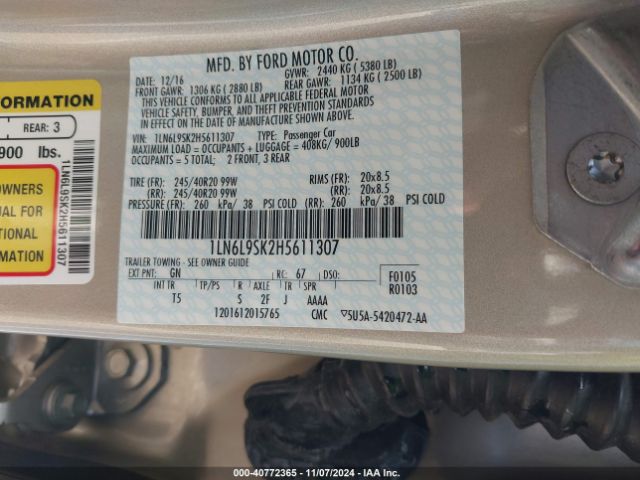 MFD. BY FORD MOTOR CO.
12/16 GVWR: 2440 KG ( 5380 LB)
FRONT GAWR: 1306 KG ( 2880 LB) REAR GAWR: 1134 KG ( 2500 LB)
THIS VEHICLE CONFORMS TO ALL APPLICABLE FEDERAL MOTOR
VEHICLE SAFETY, BUMPER, AND THEFT PREVENTION STANDARDS
IN EFFECT ON THE DATE OF MANUFACTURE SHOWN ABOVE.
VIN: 1LN6L9SK2H5611307 TYPE: Passenger Car
MAXIMUM LOAD = OCCUPANTS + LUGGAGE = 408KG/ 900LB
OCCUPANTS = 5 TOTAL: 2 FRONT, 3 REAR
TIRE (FR): 245/40R20 99W RIMS (FR): 20x8.5
(RR): 245/40R20 99W (RR): 20x8.5
PRESSURE (FR): 260 kPa/ 38 PSI COLD (RR): 260 kPa/ 38 PSI COLD
1LN6L9SK2H5611307
TRAILER TOWING - SEE OWNER GUIDE
EXT PNT: GN RC: 67 DSO:
INT TR TP/PS R AXLE TR SPR
T5 S 2F J AAAA
1201612015765 CMC 5U5A-5420472-AA
F0105
R0103
FORMATION
REAR: 3
900 lbs.
OWNERS
UAL FOR
TIONAL
MATION
1LN6L9SK2H5611307
000-40772365 - 11/07/2024 - IAA Inc.